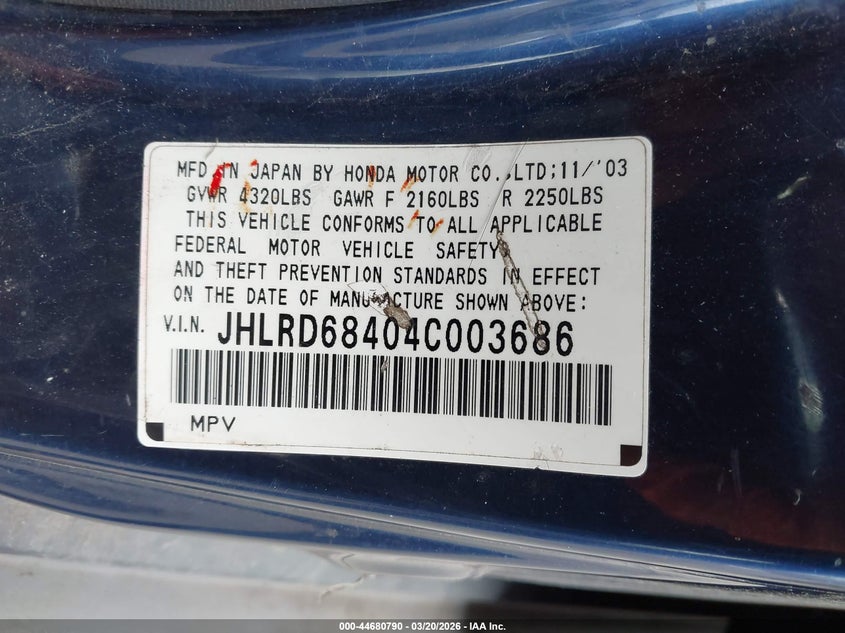 MFD IN JAPAN BY HONDA MOTOR CO.,LTD;11/'03
GVWR 4320LBS GAWR F 2160LBS R 2250LBS
THIS VEHICLE CONFORMS TO ALL APPLICABLE
FEDERAL MOTOR VEHICLE SAFETY
AND THEFT PREVENTION STANDARDS IN EFFECT
ON THE DATE OF MANUFACTURE SHOWN ABOVE:
V.I.N. JHLRD68404C003686
MPV
000-44680790 - 03/20/2026 - IAA Inc.